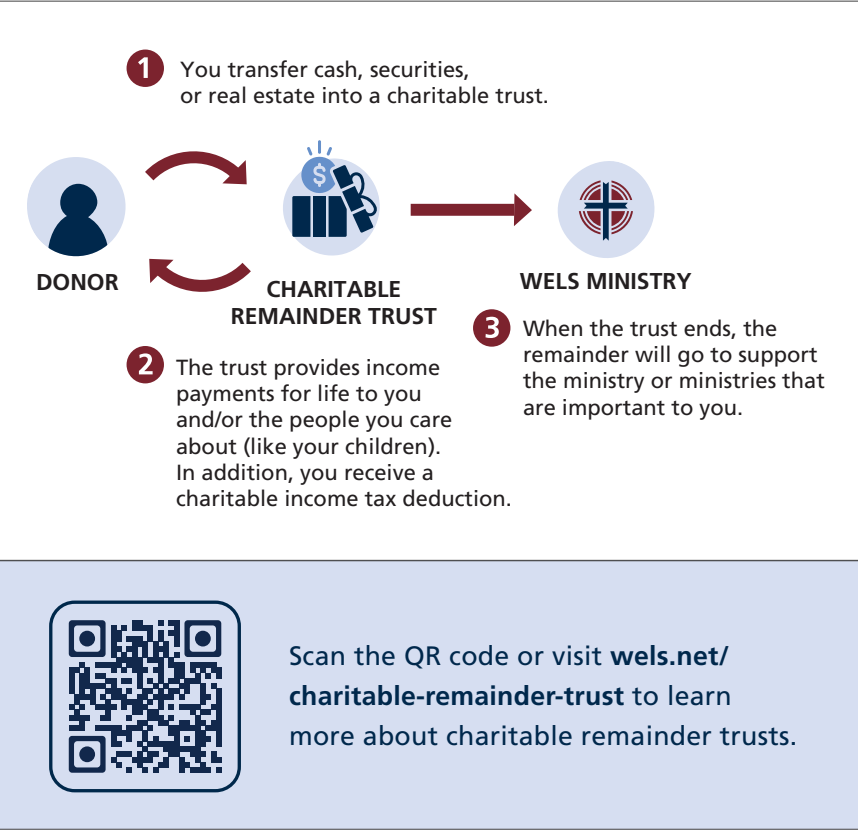 1 You transfer cash, securities,
or real estate into a charitable trust.
$
DONOR
CHARITABLE
REMAINDER TRUST
WELS MINISTRY
2 The trust provides income
payments for life to you
and/or the people you care
about (like your children).
In addition, you receive a
charitable income tax deduction.
3 When the trust ends, the
remainder will go to support
the ministry or ministries that
are important to you.
Scan the QR code or visit wels.net/
charitable-remainder-trust to learn
more about charitable remainder trusts.